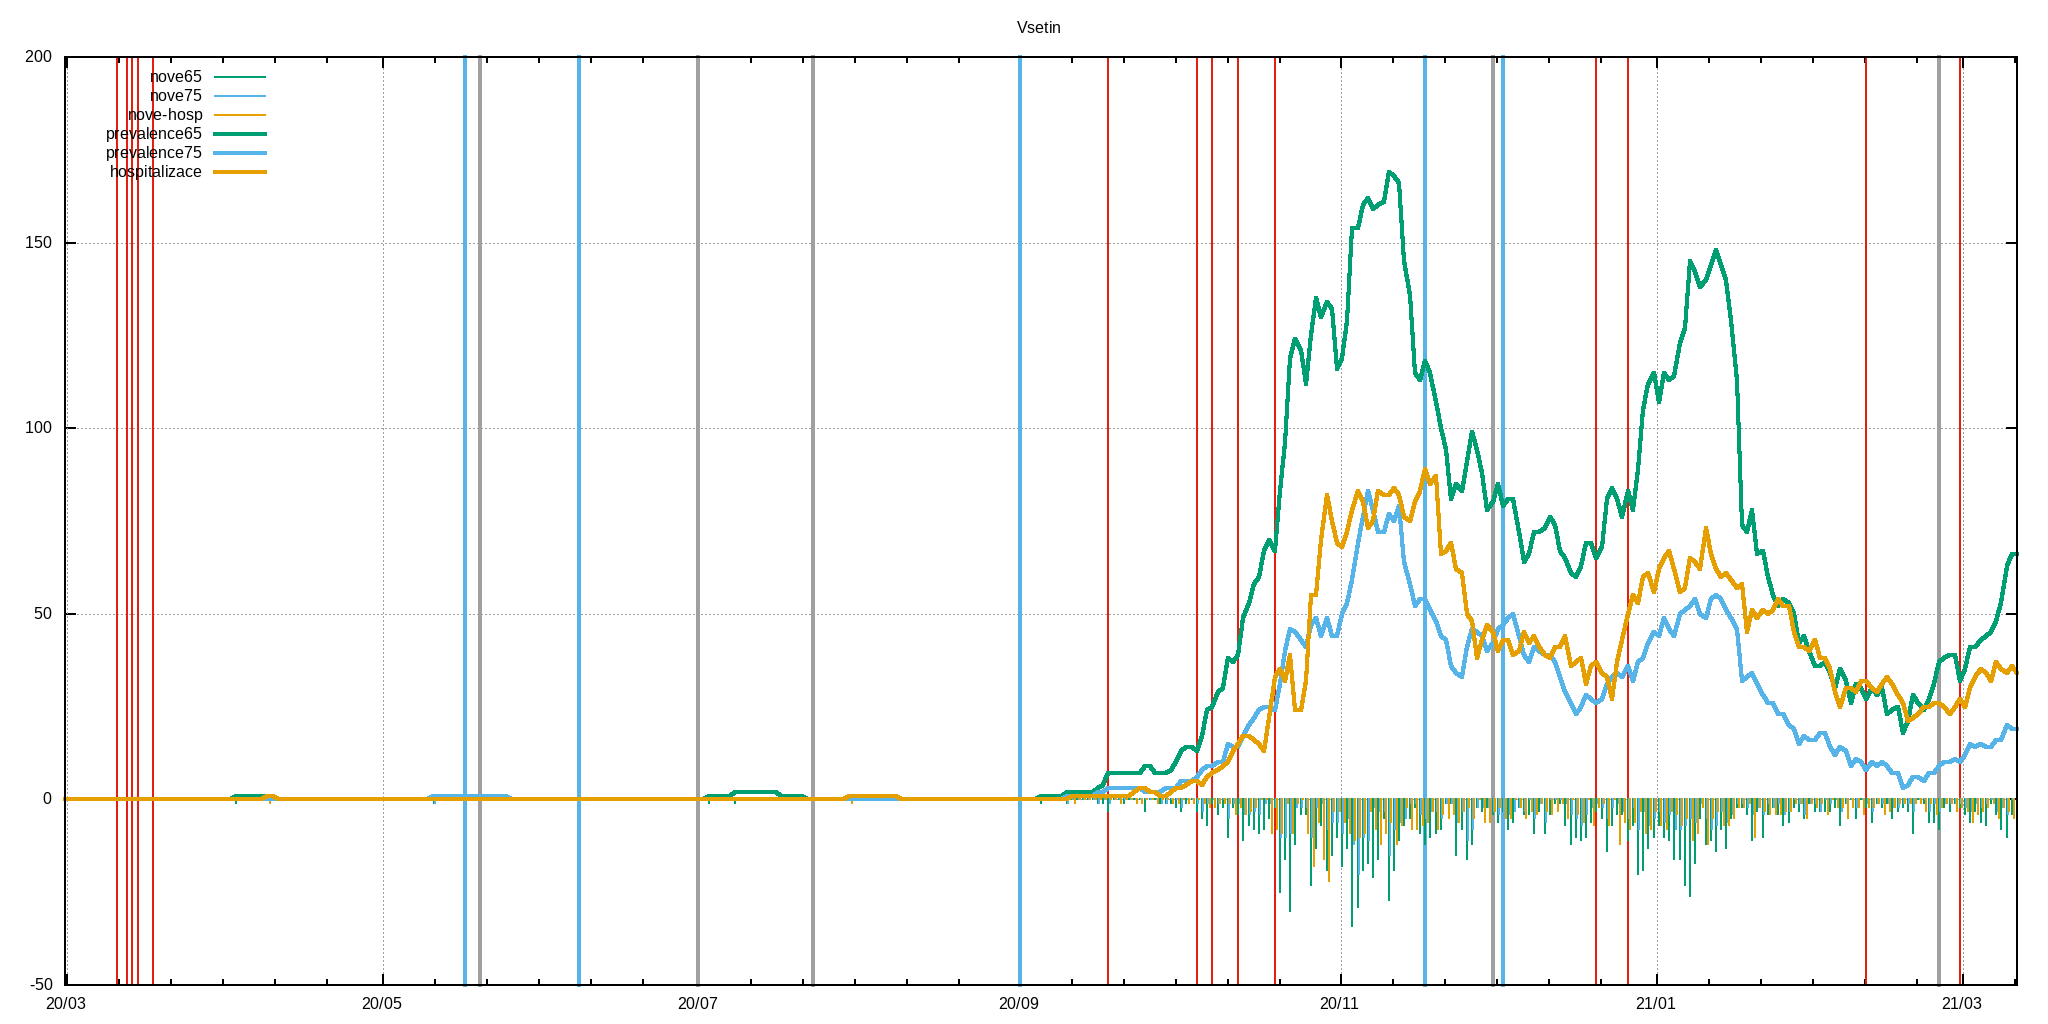 Vsetin
200
150
100
50
0
-50
nove65
nove75
nove-hosp
prevalence65
prevalence75
hospitalizace
20/03 20/05 20/07 20/09 20/11 21/01 21/03